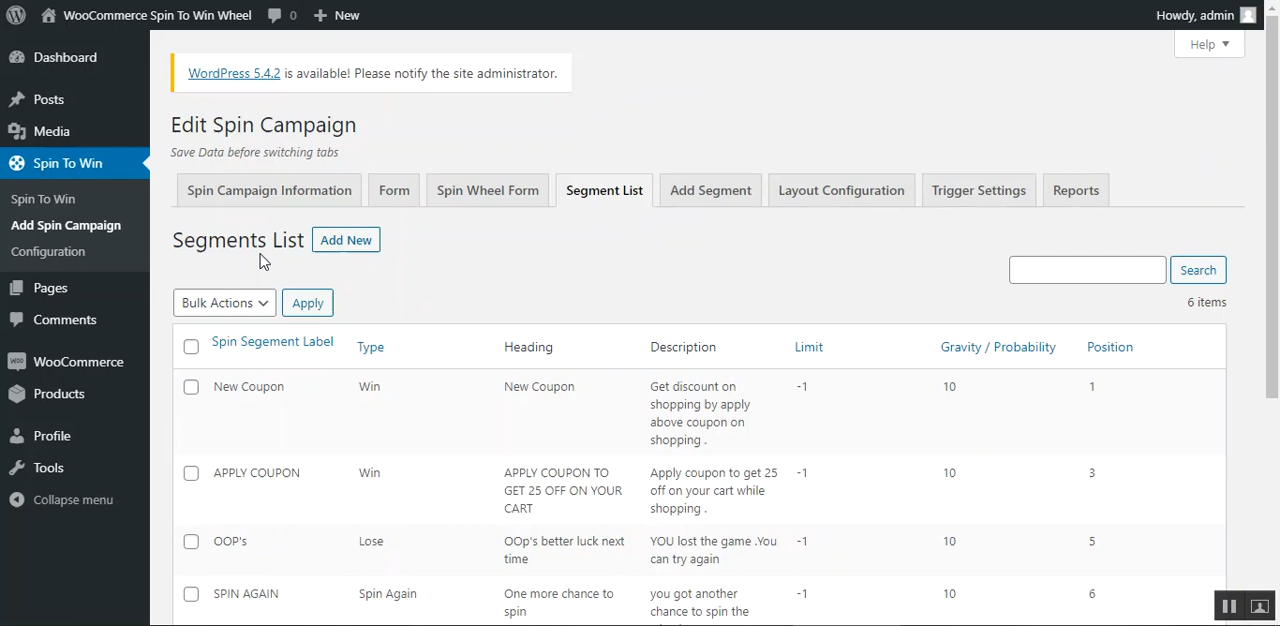 WooCommerce Spin To Win Wheel 0 New Howdy, admin
Help
Dashboard
Posts
Media
Spin To Win
Spin To Win
Add Spin Campaign
Configuration
Pages
Comments
WooCommerce
Products
Profile
Tools
Collapse menu
WordPress 5.4.2 is available! Please notify the site administrator.
Edit Spin Campaign
Save Data before switching tabs
Spin Campaign Information Form Spin Wheel Form Segment List Add Segment Layout Configuration Trigger Settings Reports
Segments List Add New
Search
Bulk Actions Apply 6 items
Spin Segement Label Type Heading Description Limit Gravity / Probability Position
New Coupon Win New Coupon Get discount on -1 10 1
shopping by apply
above coupon on
shopping .
APPLY COUPON Win APPLY COUPON TO Apply coupon to get 25 -1 10 3
GET 25 OFF ON YOUR off on your cart while
CART shopping .
OOP's Lose OOp's better luck next YOU lost the game .You -1 10 5
time can try again
SPIN AGAIN Spin Again One more chance to you got another -1 10 6
spin chance to spin the